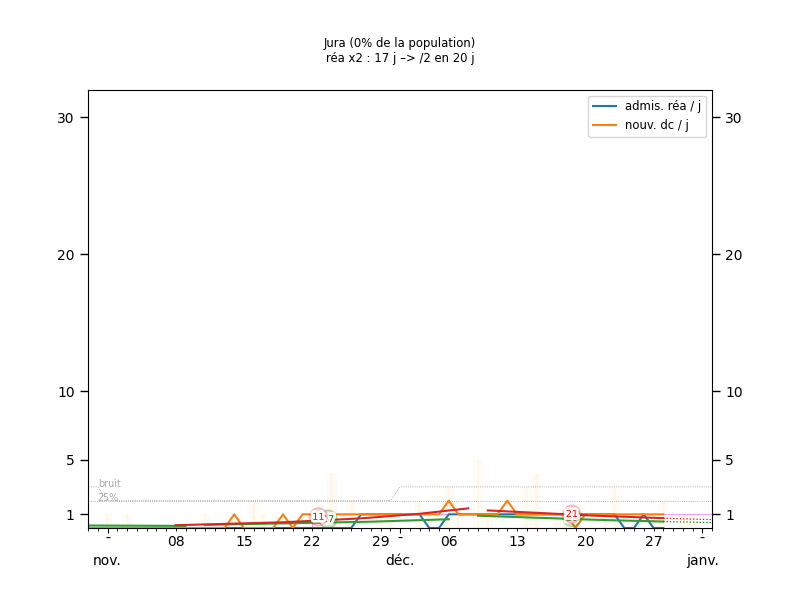 Jura (0% de la population)
réa x2 : 17 j –> /2 en 20 j
admis. réa / j
nouv. dc / j
30 30
20 20
10 10
5 5
bruit
25%
1 1
11 7 21
- 08 15 22 29 - 06 13 20 27 -
nov. déc. janv.